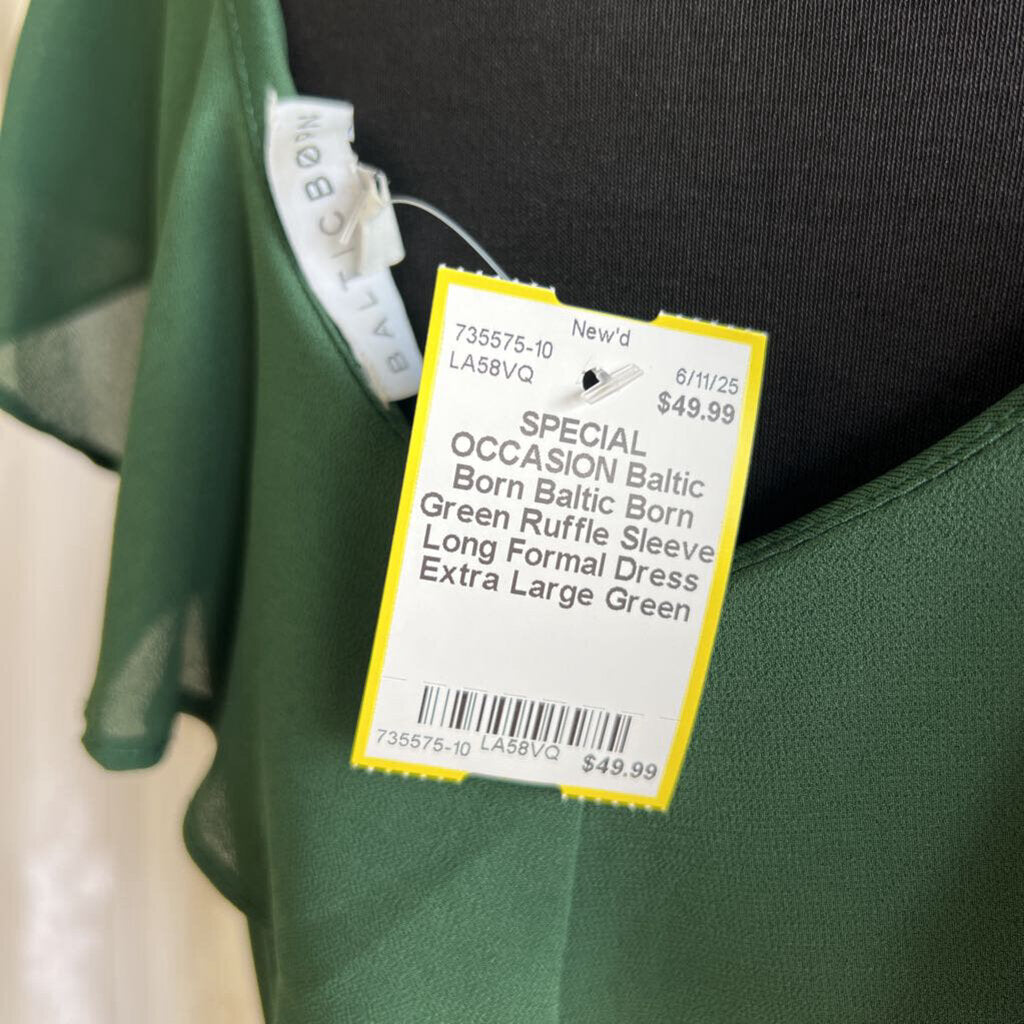 BALTIC BØRN
New'd
735575-10
LA58VQ
6/11/25
$49.99
SPECIAL
OCCASION Baltic
Born Baltic Born
Green Ruffle Sleeve
Long Formal Dress
Extra Large Green
735575-10 LA58VQ $49.99